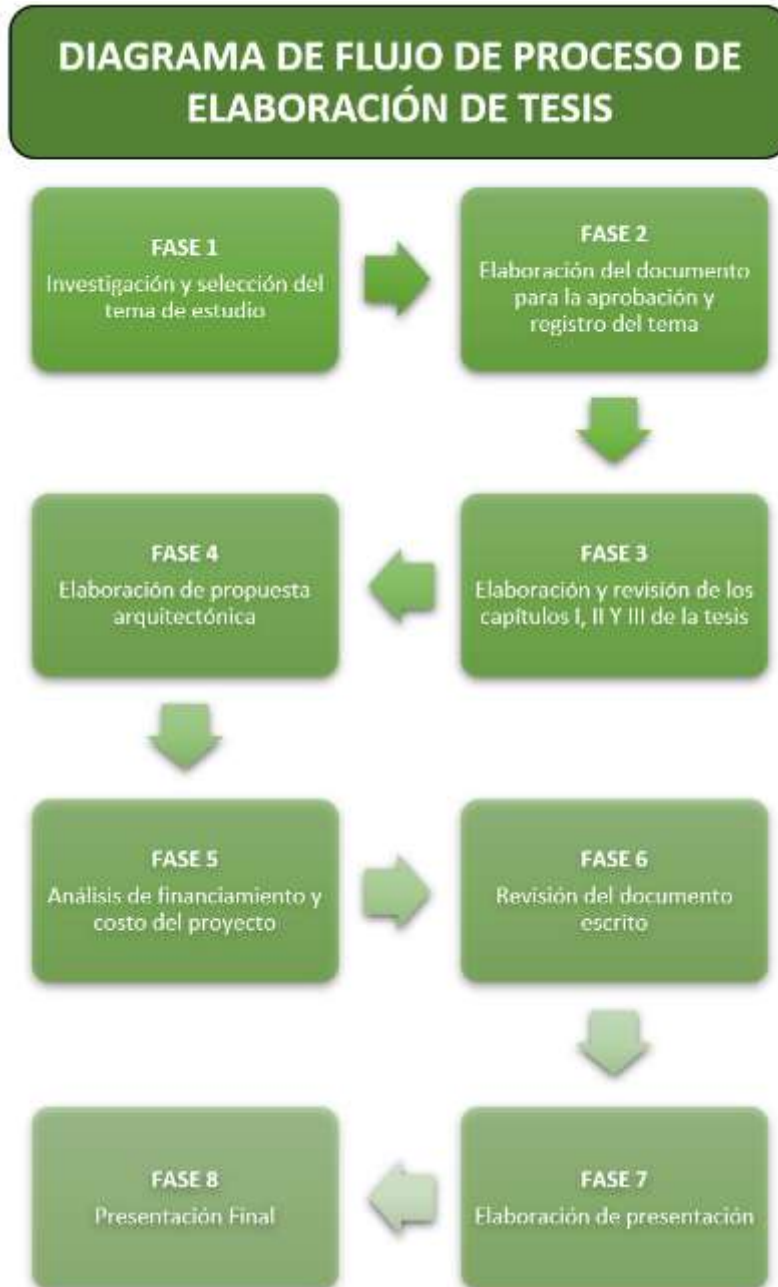 DIAGRAMA DE FLUJO DE PROCESO DE
ELABORACIÓN DE TESIS
FASE 1
Investigación y selección del
tema de estudio
FASE 2
Elaboración del documento
para la aprobación y
registro del tema
FASE 3
Elaboración y revisión de los
capítulos I, II Y III de la tesis
FASE 4
Elaboración de propuesta
arquitectónica
FASE 5
Análisis de financiamiento y
costo del proyecto
FASE 6
Revisión del documento
escrito
FASE 7
Elaboración de presentación
FASE 8
Presentación Final